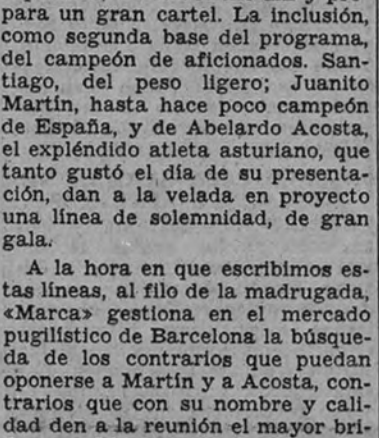 para un gran cartel. La inclusión,
como segunda base del programa,
del campeón de aficionados. San-
tiago, del peso ligero; Juanito
Martín, hasta hace poco campeón
de España, y de Abelardo Acosta,
el expléndido atleta asturiano, que
tanto gustó el día de su presenta-
ción, dan a la velada en proyecto
una línea de solemnidad, de gran
gala.
A la hora en que escribimos es-
tas líneas, al filo de la madrugada,
«Marca» gestiona en el mercado
pugilístico de Barcelona la búsque-
da de los contrarios que puedan
oponerse a Martín y a Acosta, con-
trarios que con su nombre y cali-
dad den a la reunión el mayor bri-